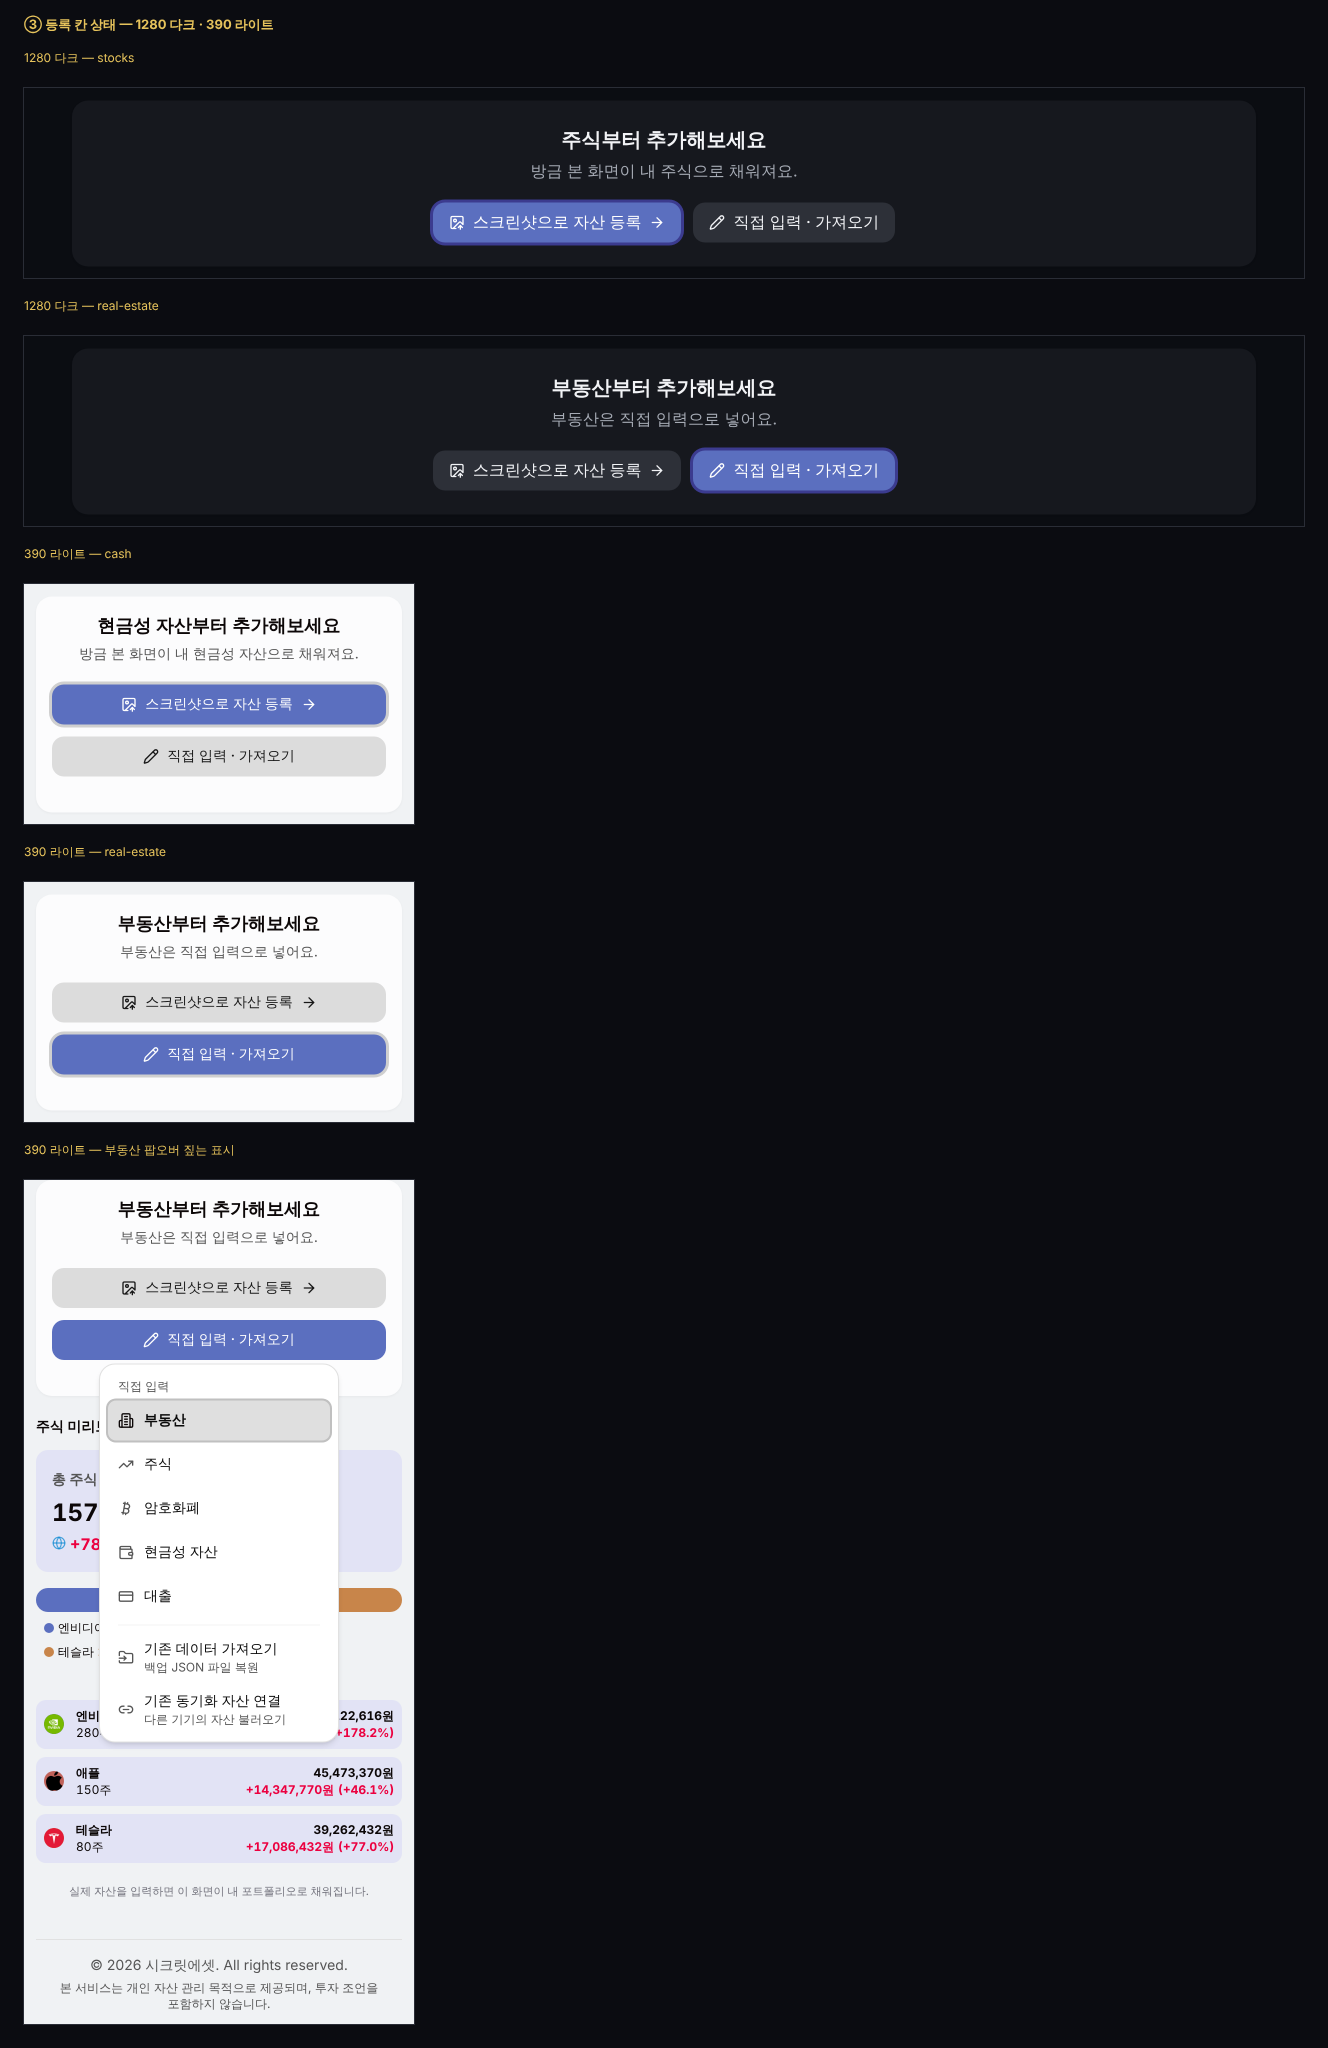 ③ 등록 칸 상태 — 1280 다크 · 390 라이트
1280 다크 — stocks
주식부터 추가해보세요
방금 본 화면이 내 주식으로 채워져요.
스크린샷으로 자산 등록 → 직접 입력 · 가져오기
1280 다크 — real-estate
부동산부터 추가해보세요
부동산은 직접 입력으로 넣어요.
스크린샷으로 자산 등록 → 직접 입력 · 가져오기
390 라이트 — cash
현금성 자산부터 추가해보세요
방금 본 화면이 내 현금성 자산으로 채워져요.
스크린샷으로 자산 등록 →
직접 입력 · 가져오기
390 라이트 — real-estate
부동산부터 추가해보세요
부동산은 직접 입력으로 넣어요.
스크린샷으로 자산 등록 →
직접 입력 · 가져오기
390 라이트 — 부동산 팝오버 짚는 표시
부동산부터 추가해보세요
부동산은 직접 입력으로 넣어요.
스크린샷으로 자산 등록 →
직접 입력 · 가져오기
직접 입력
부동산
주식 미리
주식
총 주식
157
암호화폐
+78
현금성 자산
대출
엔비디
테슬라
기존 데이터 가져오기
백업 JSON 파일 복원
기존 동기화 자산 연결
다른 기기의 자산 불러오기
엔비 22,616원
280 +178.2%)
애플 45,473,370원
150주 +14,347,770원 (+46.1%)
테슬라 39,262,432원
80주 +17,086,432원 (+77.0%)
실제 자산을 입력하면 이 화면이 내 포트폴리오로 채워집니다.
© 2026 시크릿에셋. All rights reserved.
본 서비스는 개인 자산 관리 목적으로 제공되며, 투자 조언을
포함하지 않습니다.